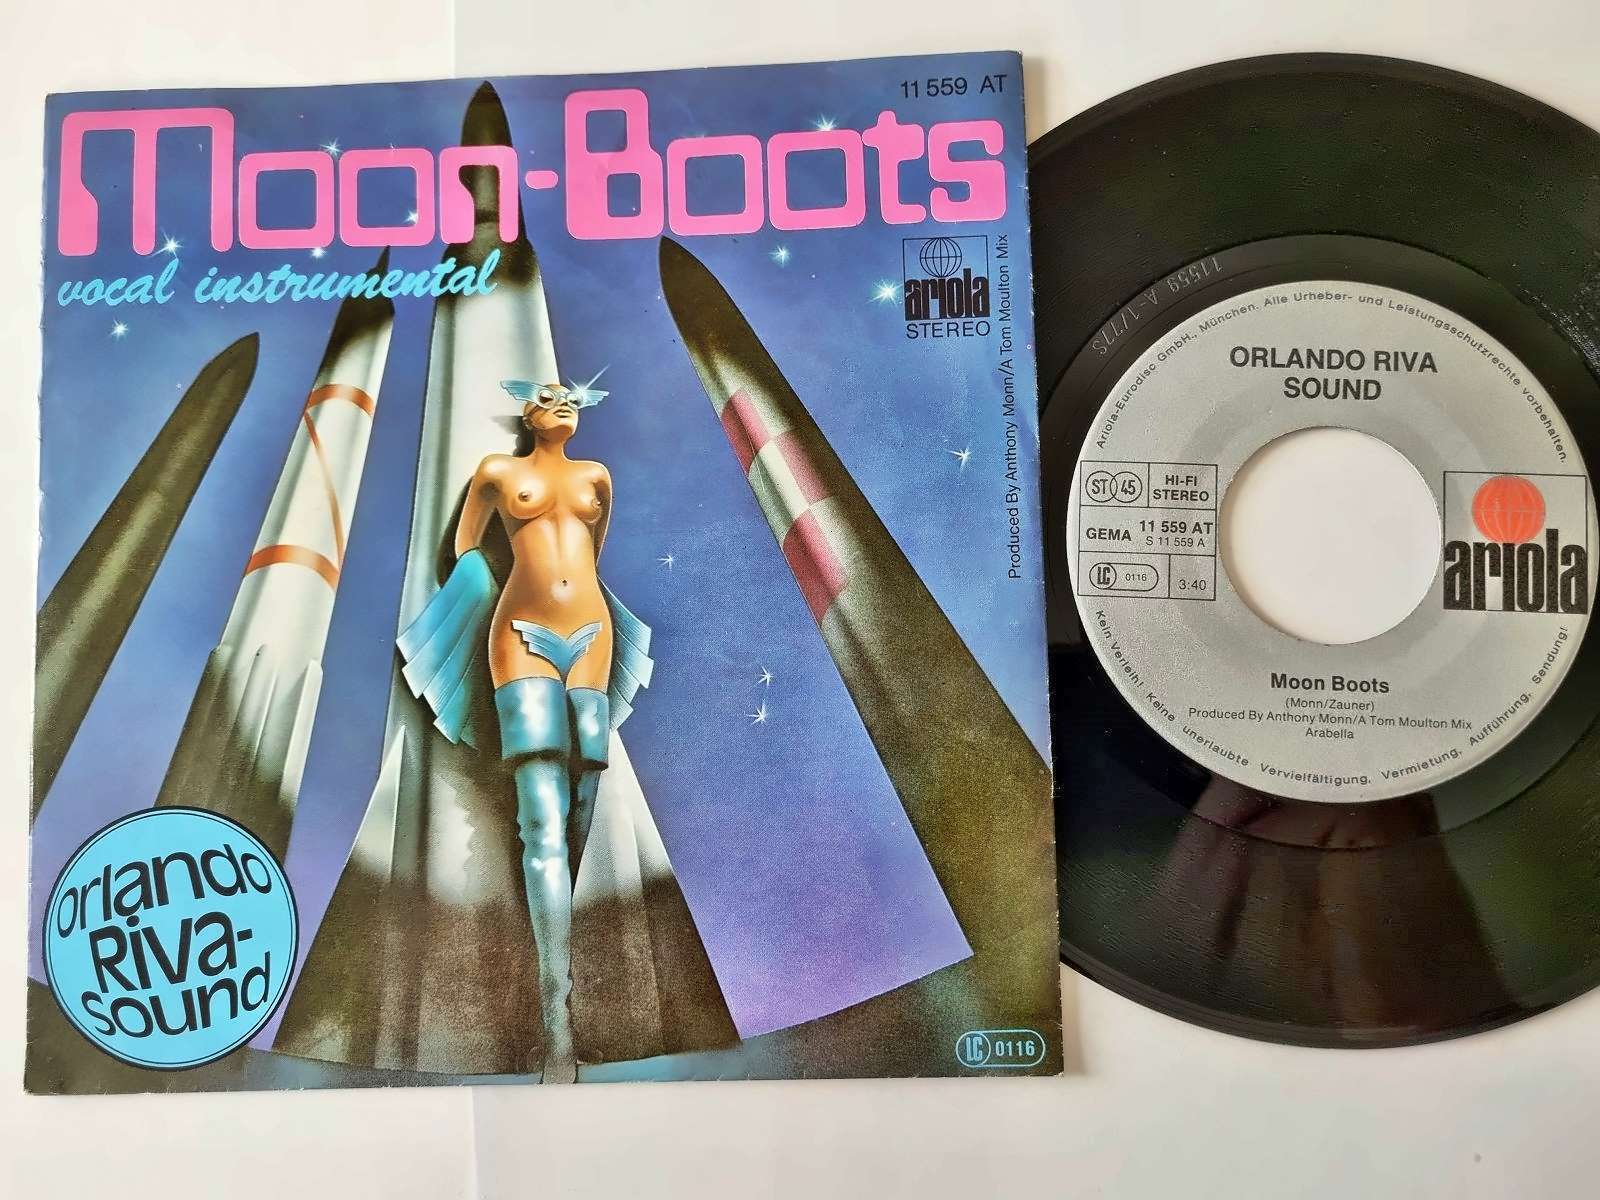 11 559 AT
Moon-Boots
vocal instrumental
ariola
STEREO
Produced By Anthony Monn/A Tom Moulton Mix
orlando
Riva-
sound
LC 0116
11559 A-1/77S
Ariola-Eurodisc GmbH., München. Alle Urheber- und Leistungsschutzrechte vorbehalten.
ORLANDO RIVA
SOUND
ST 45
HI-FI
STEREO
GEMA
11 559 AT
S 11 559 A
LC 0116
3:40
ariola
Moon Boots
(Monn/Zauner)
Produced By Anthony Monn/A Tom Moulton Mix
Arabella
Kein Verleih! Keine unerlaubte Vervielfältigung, Vermietung, Aufführung, Sendung!